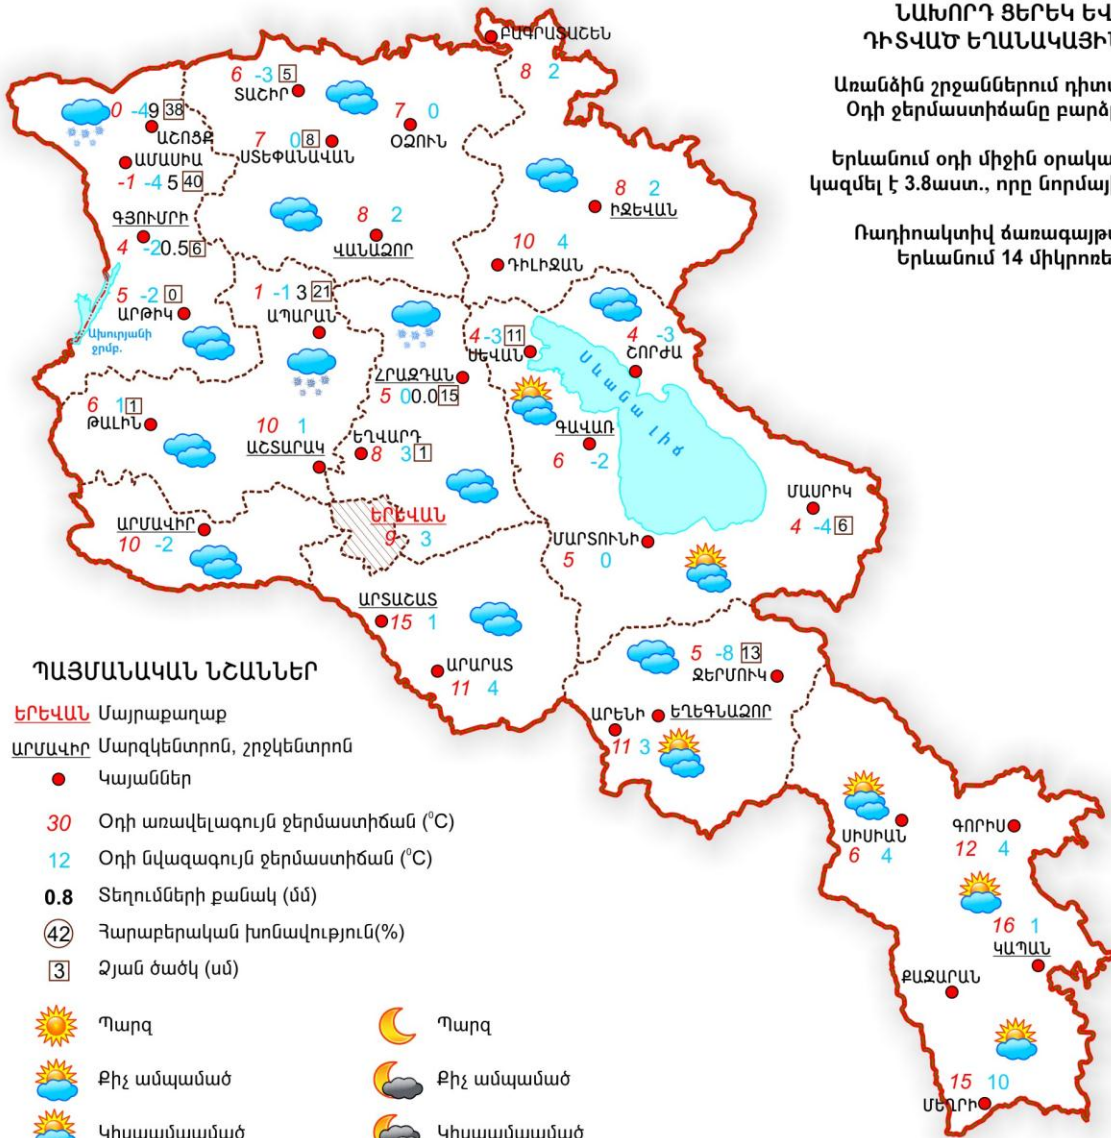 ՆԱԽՈՐԴ ՑԵՐԵԿ ԵՎ
ԴԻՏՎԱԾ ԵՂԱՆԱԿԱՅԻՆ
Առանձին շրջաններում դիտվ
Օդի ջերմաստիճանը բարձր
Երևանում օդի միջին օրակա
կազմել է 3.8աստ., որը նորմայի
Ռադիոակտիվ ճառագայթ
Երևանում 14 միկրոռե
ԲԱԳՐԱՏԱՇԵՆ
8 2
6 -3 5
ՏԱՇԻՐ
0 -4 9 38
ԱՇՈՑՔ
7 0
ՕՁՈՒՆ
7 0 8
ՍՏԵՓԱՆԱՎԱՆ
ԱՄԱՍԻԱ
-1 -4 5 40
8 2
ԻՋԵՎԱՆ
ԳՅՈՒՄՐԻ
4 -2 0.5 6
8 2
ՎԱՆԱՁՈՐ
10 4
ԴԻԼԻՋԱՆ
5 -2 0
ԱՐԹԻԿ
Ախուրյանի
ջրմբ.
1 -1 3 21
ԱՊԱՐԱՆ
4 -3 11
ՍԵՎԱՆ
4 -3
ՇՈՐԺԱ
Սևանա լիճ
ՀՐԱԶԴԱՆ
5 0 0.0 15
6 1 1
ԹԱԼԻՆ
10 1
ԱՇՏԱՐԱԿ
ԵՂՎԱՐԴ
8 3 1
ԳԱՎԱՌ
6 -2
ՄԱՍՐԻԿ
4 -4 6
ԱՐՄԱՎԻՐ
10 -2
ԵՐԵՎԱՆ
9 3
ՄԱՐՏՈՒՆԻ
5 0
ԱՐՏԱՇԱՏ
15 1
ԱՐԱՐԱՏ
11 4
5 -8 13
ՋԵՐՄՈՒԿ
ԱՐԵՆԻ
11 3
ԵՂԵԳՆԱՁՈՐ
ՍԻՍԻԱՆ
6 4
ԳՈՐԻՍ
12 4
16 1
ԿԱՊԱՆ
ՔԱՋԱՐԱՆ
15 10
ՄԵՂՐԻ
ՊԱՅՄԱՆԱԿԱՆ ՆՇԱՆՆԵՐ
ԵՐԵՎԱՆ Մայրաքաղաք
ԱՐՄԱՎԻՐ Մարզկենտրոն, շրջկենտրոն
Կայաններ
30 Օդի առավելագույն ջերմաստիճան (⁰C)
12 Օդի նվազագույն ջերմաստիճան (⁰C)
0.8 Տեղումների քանակ (մմ)
42 Հարաբերական խոնավություն(%)
3 Ձյան ծածկ (սմ)
Պարզ Պարզ
Քիչ ամպամած Քիչ ամպամած
Կիսաամպամած Կիսաամպամած